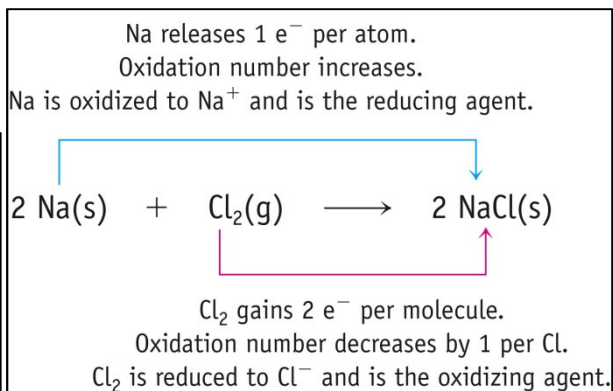 Na releases 1 e⁻ per atom.
Oxidation number increases.
Na is oxidized to Na⁺ and is the reducing agent.
2 Na(s) + Cl₂(g) ⟶ 2 NaCl(s)
Cl₂ gains 2 e⁻ per molecule.
Oxidation number decreases by 1 per Cl.
Cl₂ is reduced to Cl⁻ and is the oxidizing agent.